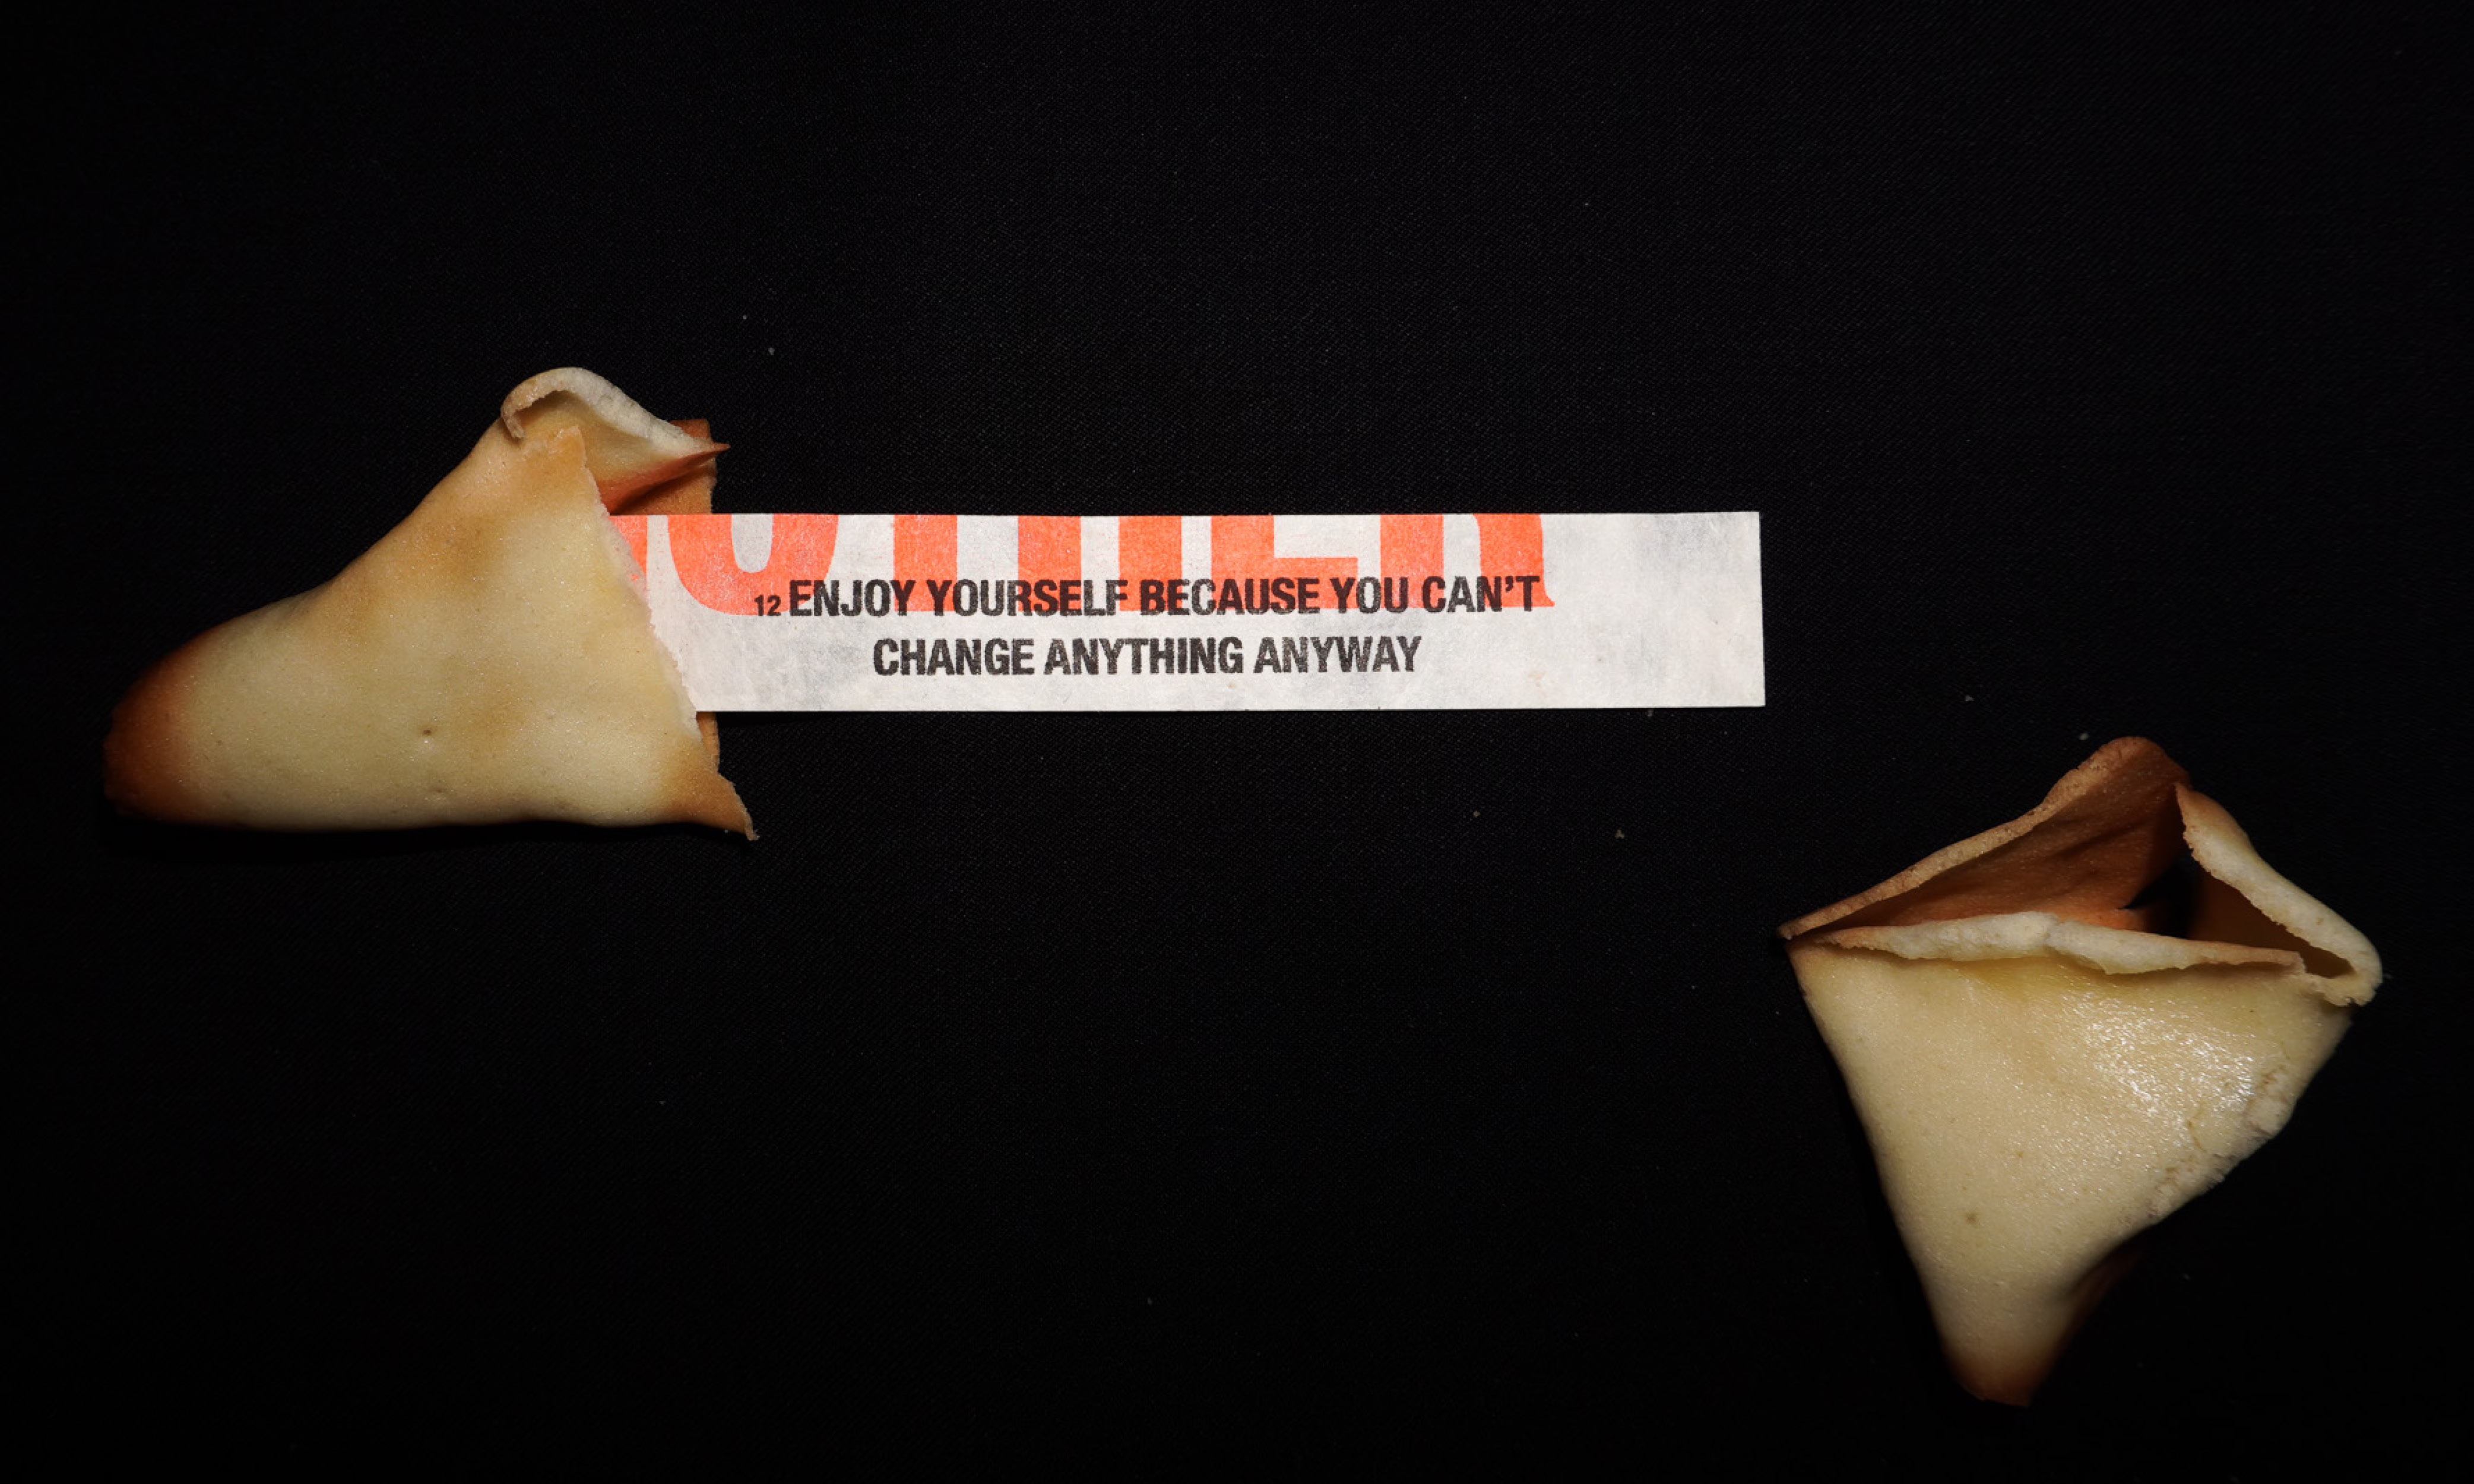 12 ENJOY YOURSELF BECAUSE YOU CAN'T
CHANGE ANYTHING ANYWAY